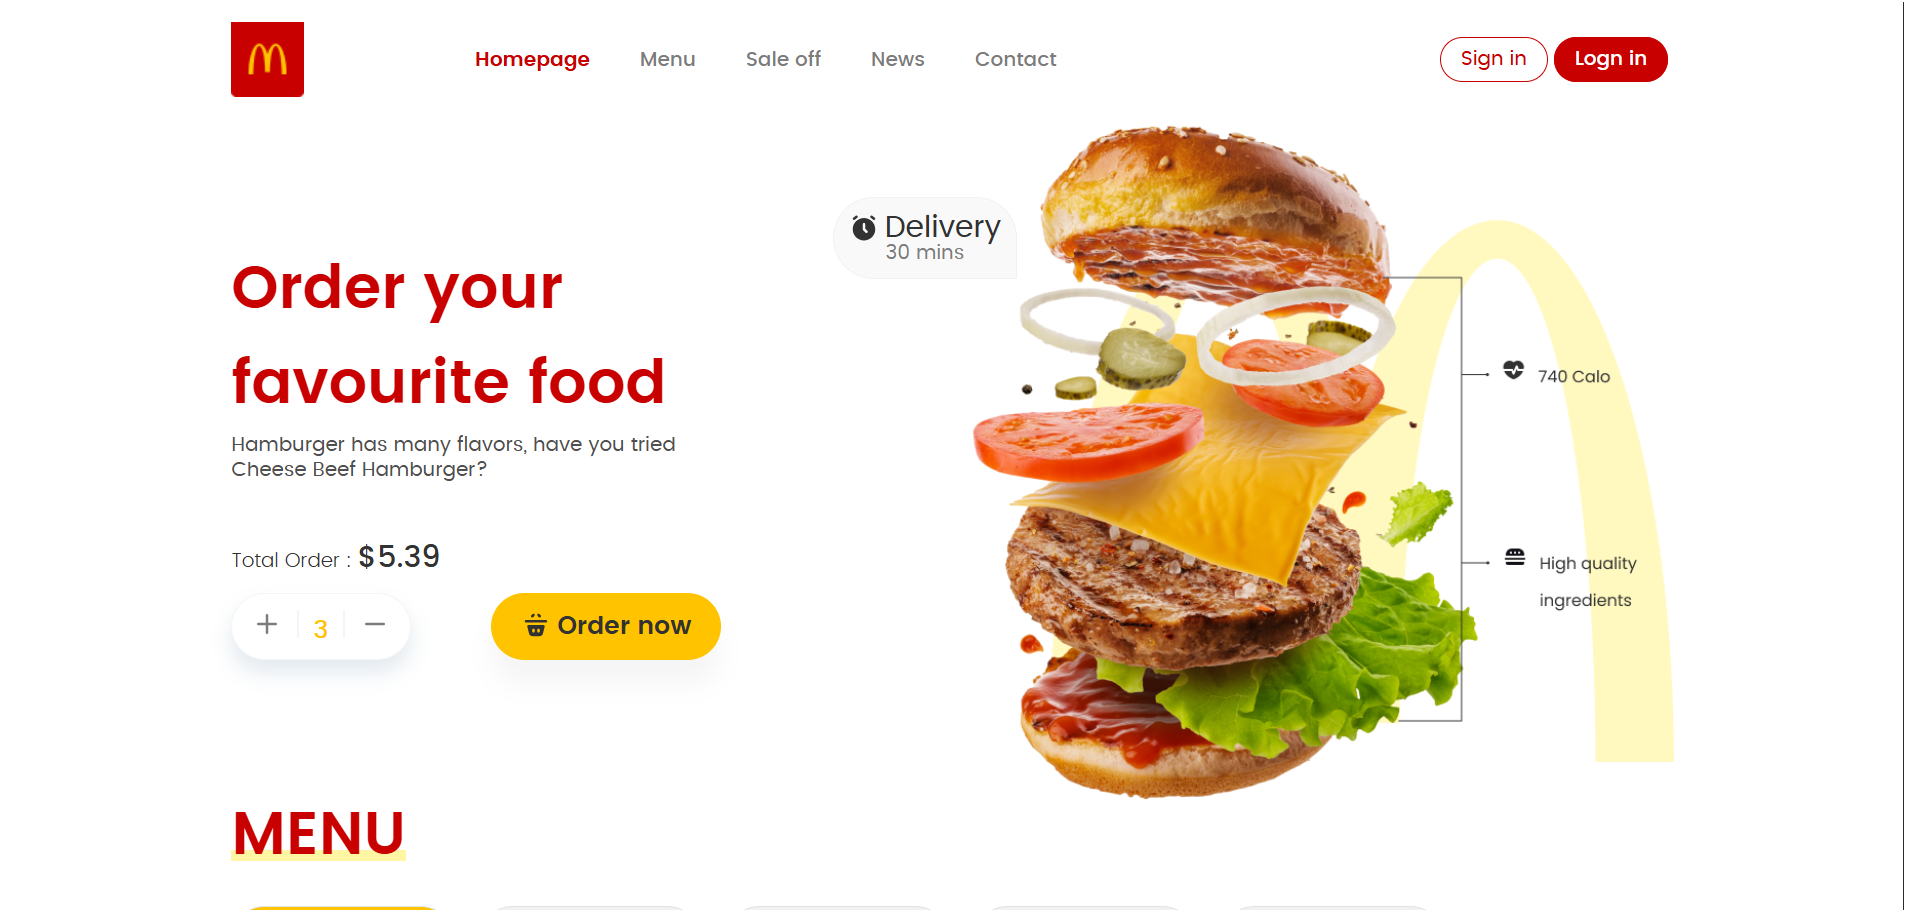 Homepage
Menu
Sale off
News
Contact
Sign in
Logn in
Delivery
30 mins
Order your
favourite food
Hamburger has many flavors, have you tried
Cheese Beef Hamburger?
740 Calo
High quality
ingredients
Total Order : $5.39
+ 3 −
Order now
MENU